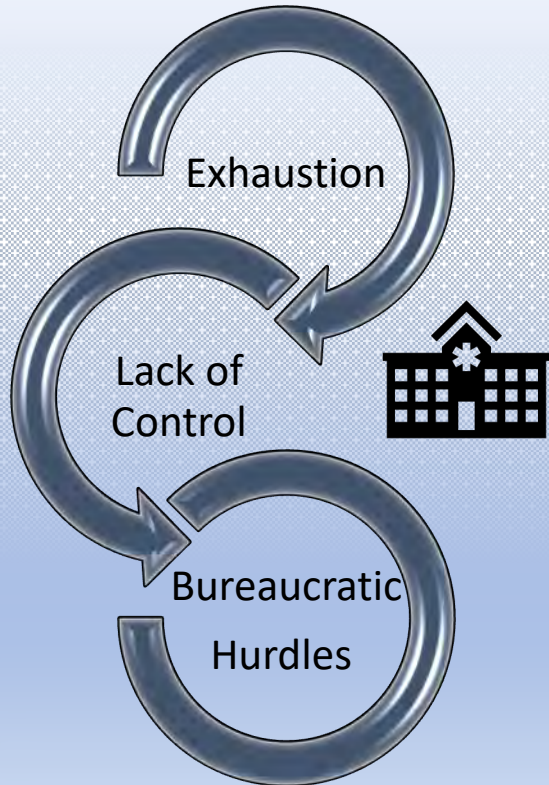 Exhaustion
Lack of
Control
Bureaucratic
Hurdles